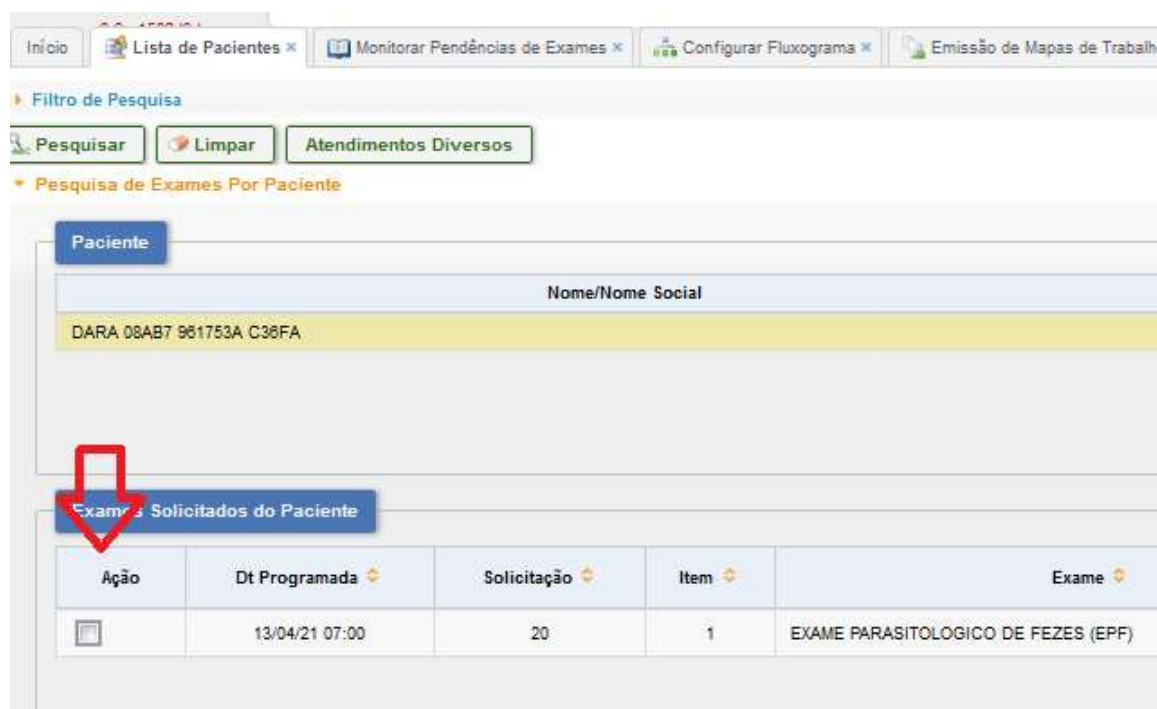 Início Lista de Pacientes × Monitorar Pendências de Exames × Configurar Fluxograma × Emissão de Mapas de Trabalh
Filtro de Pesquisa
Pesquisar Limpar Atendimentos Diversos
Pesquisa de Exames Por Paciente
Paciente
Nome/Nome Social
DARA 08AB7 961753A C36FA
Exames Solicitados do Paciente
Ação Dt Programada Solicitação Item Exame
13/04/21 07:00 20 1 EXAME PARASITOLOGICO DE FEZES (EPF)